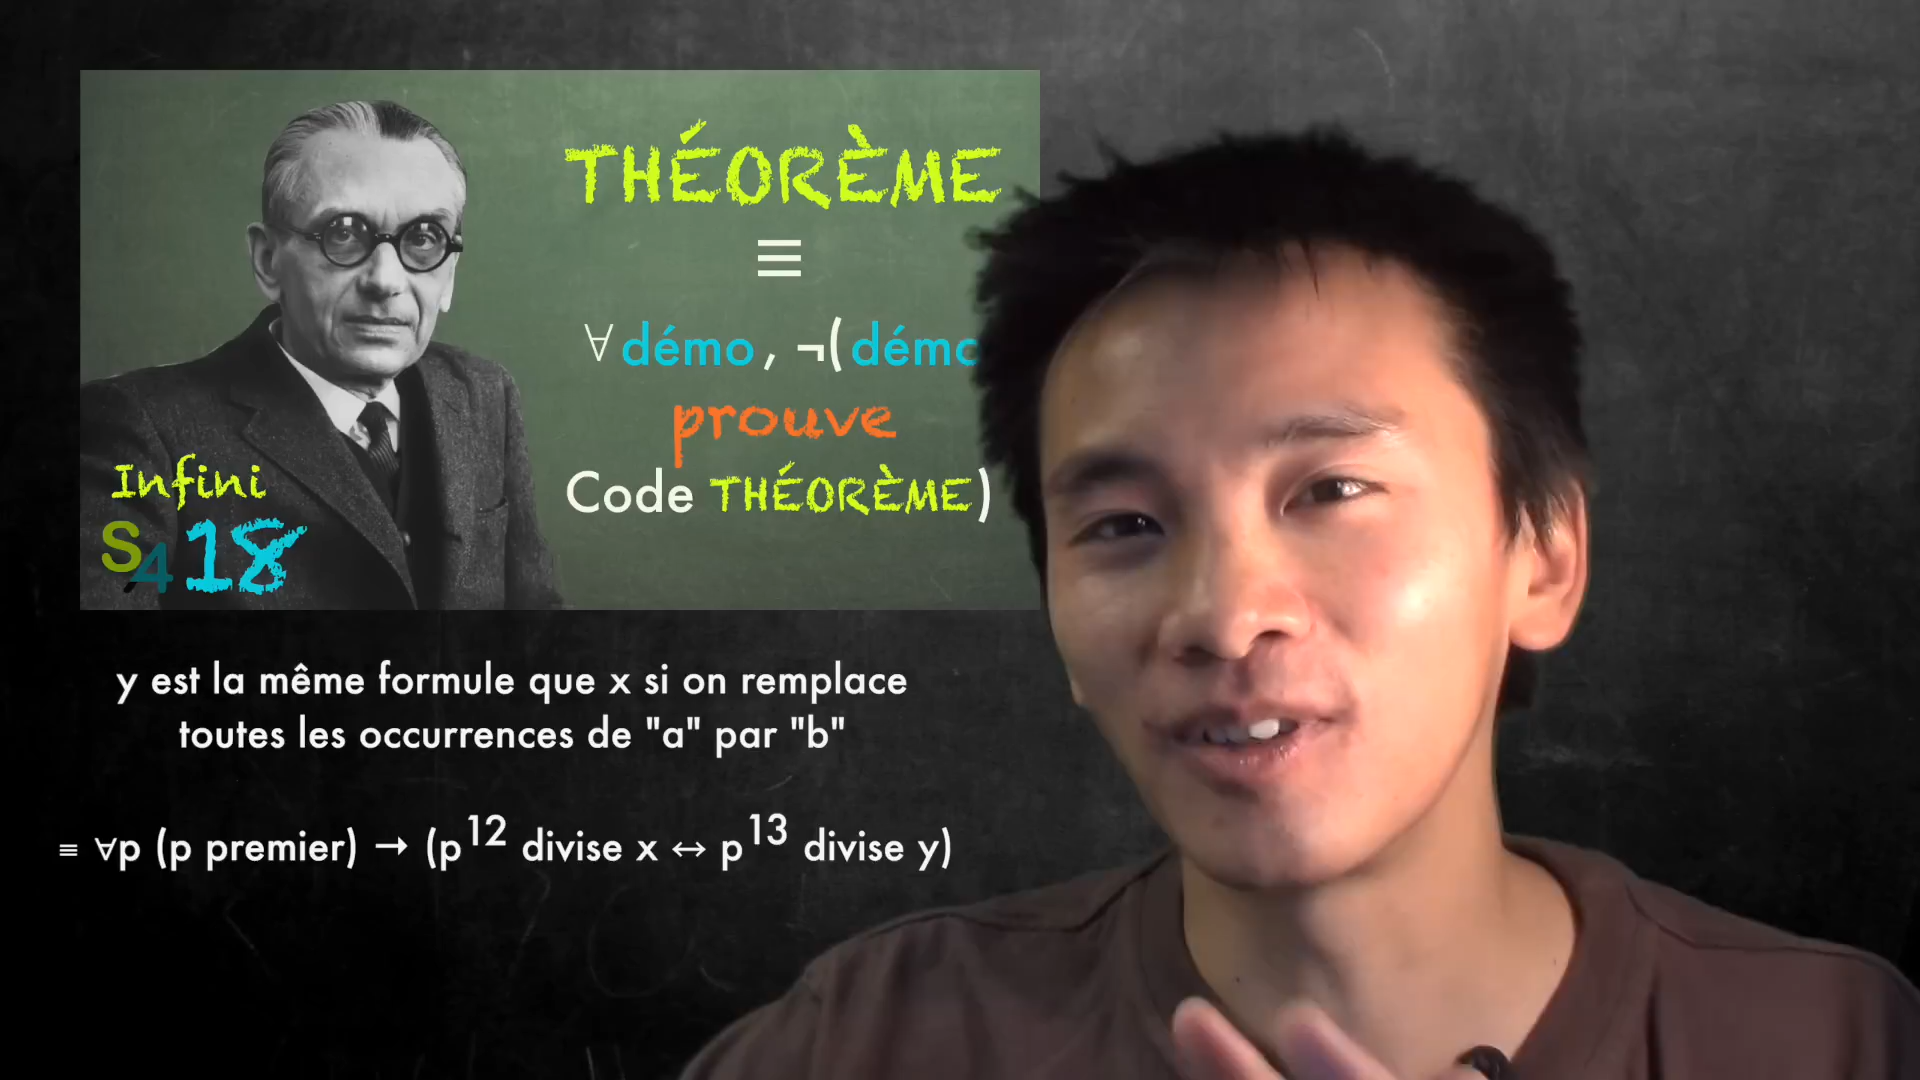 THÉORÈME
≡
∀ démo, ¬(démo
prouve
Code THÉORÈME)
Infini
S4 18
y est la même formule que x si on remplace
toutes les occurrences de "a" par "b"
≡ ∀p (p premier) → (p¹² divise x ↔ p¹³ divise y)